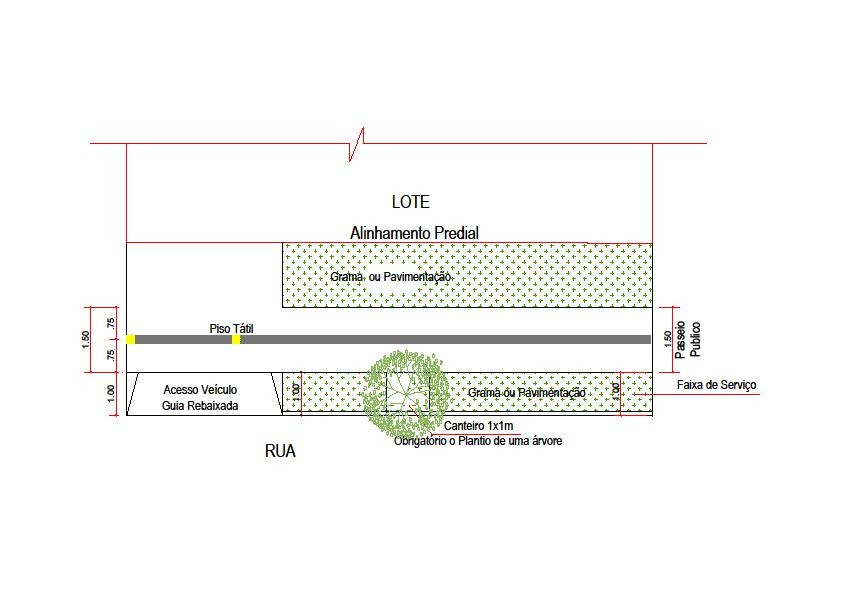 LOTE
Alinhamento Predial
Grama ou Pavimentação
Piso Tátil
.75
1.50
.75
1.50
Passeio
Publico
Acesso Veículo
Guia Rebaixada
1.00
1.00
Grama ou Pavimentação
1.00
Faixa de Serviço
Canteiro 1x1m
Obrigatório o Plantio de uma árvore
RUA